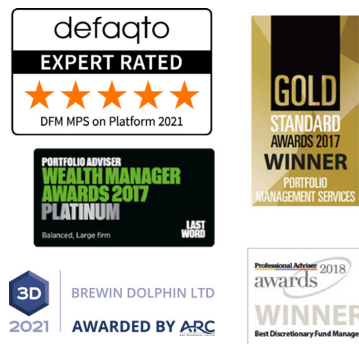 defaqto
EXPERT RATED
DFM MPS on Platform 2021
GOLD
STANDARD
AWARDS 2017
WINNER
PORTFOLIO
MANAGEMENT SERVICES
PORTFOLIO ADVISER
WEALTH MANAGER
AWARDS 2017
PLATINUM
Balanced, Large firm
LAST
WORD
Professional Adviser 2018
awards
WINNER
Best Discretionary Fund Manage
3D
2021
BREWIN DOLPHIN LTD
AWARDED BY ARC